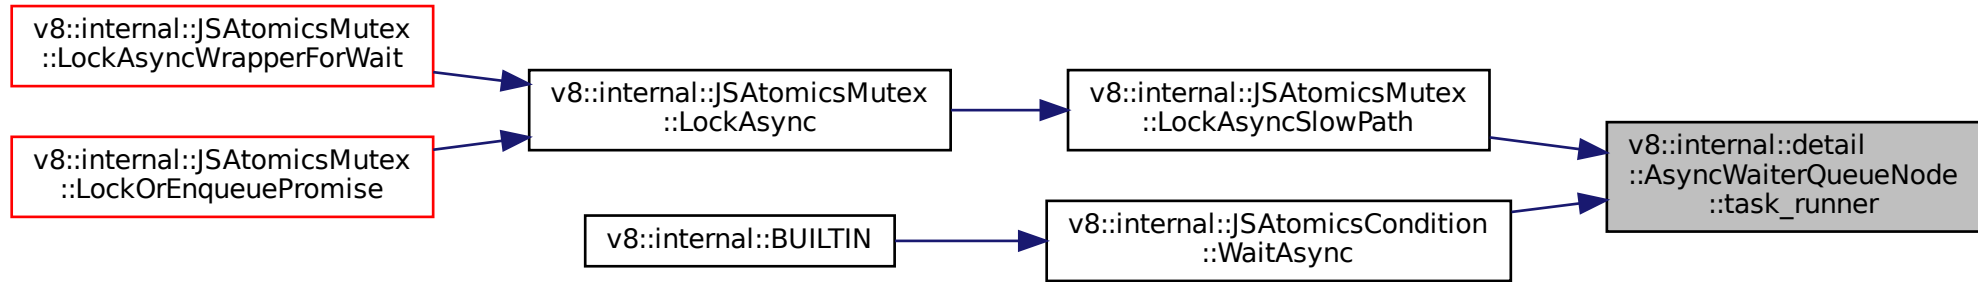 v8::internal::JSAtomicsMutex
::LockAsyncWrapperForWait
v8::internal::JSAtomicsMutex
::LockOrEnqueuePromise
v8::internal::JSAtomicsMutex
::LockAsync
v8::internal::BUILTIN
v8::internal::JSAtomicsMutex
::LockAsyncSlowPath
v8::internal::JSAtomicsCondition
::WaitAsync
v8::internal::detail
::AsyncWaiterQueueNode
::task_runner